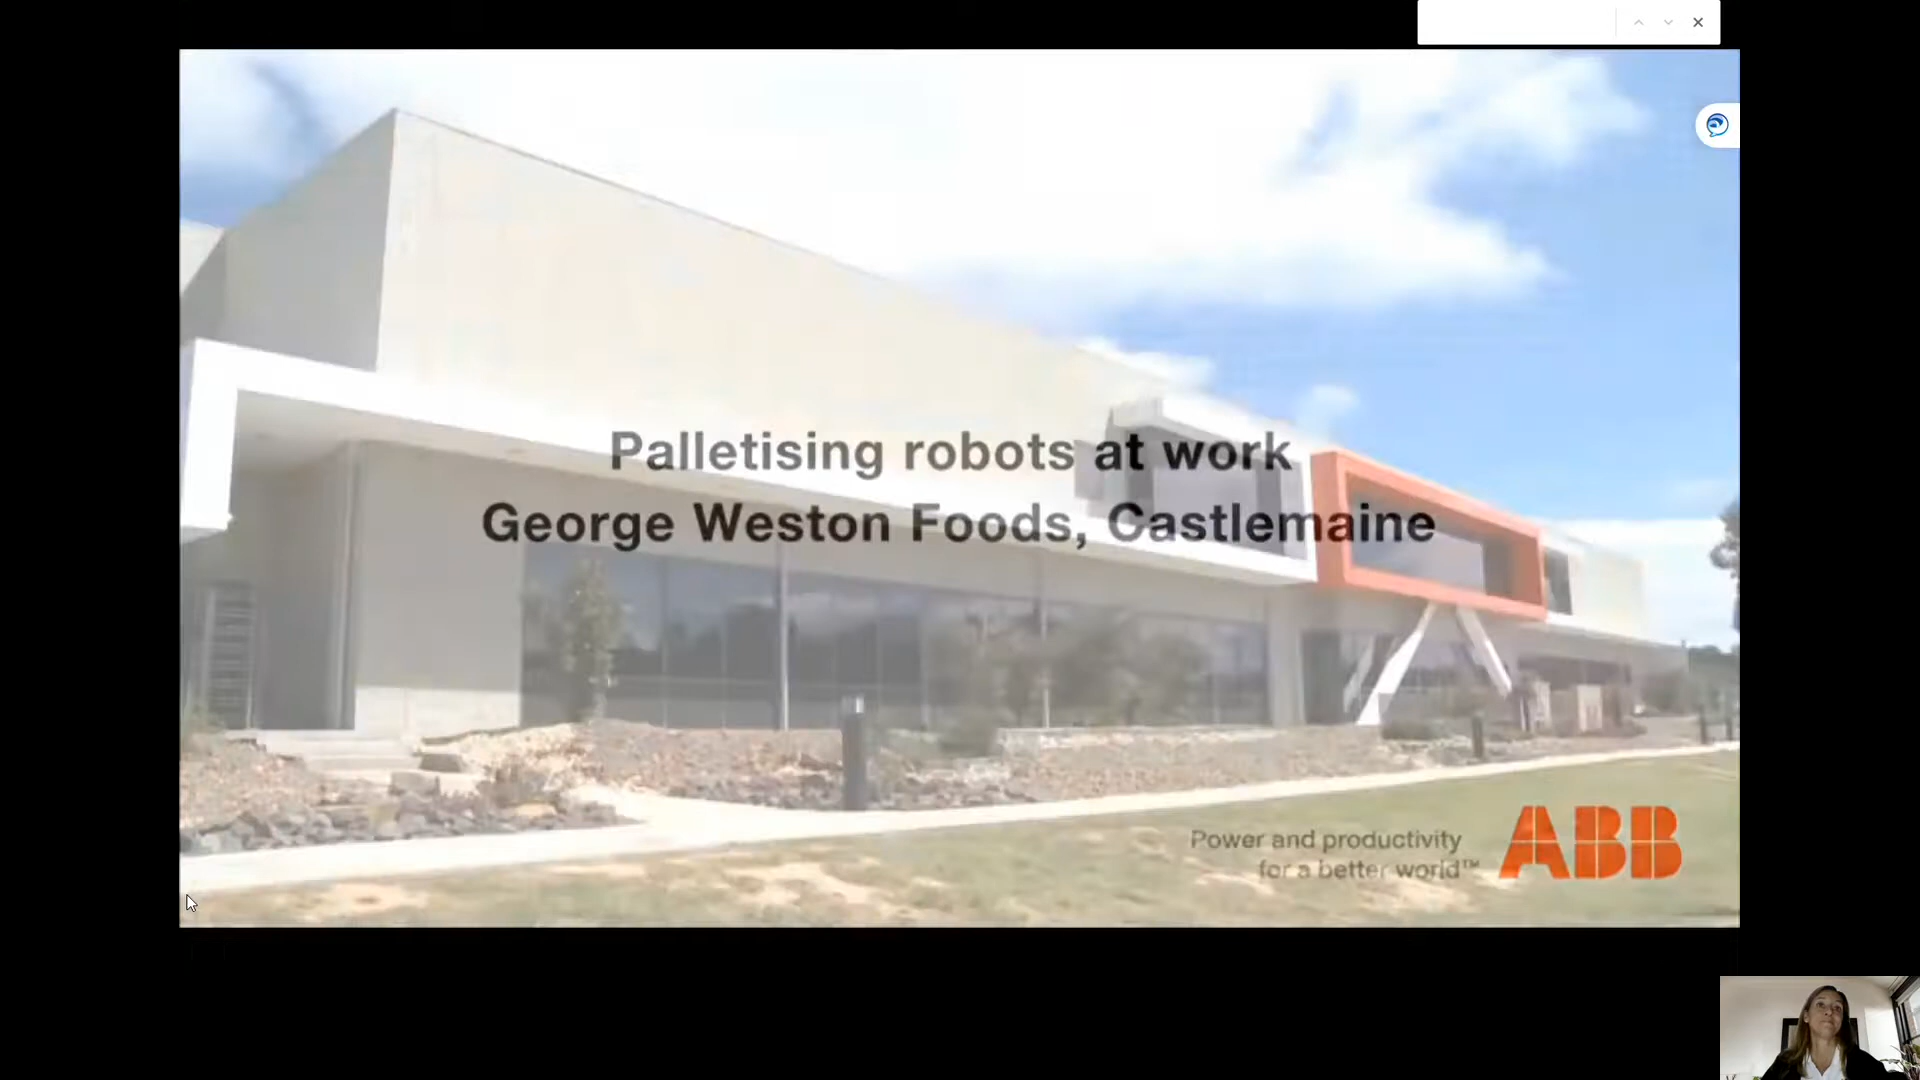 Palletising robots at work
George Weston Foods, Castlemaine
Power and productivity
for a better world™
ABB